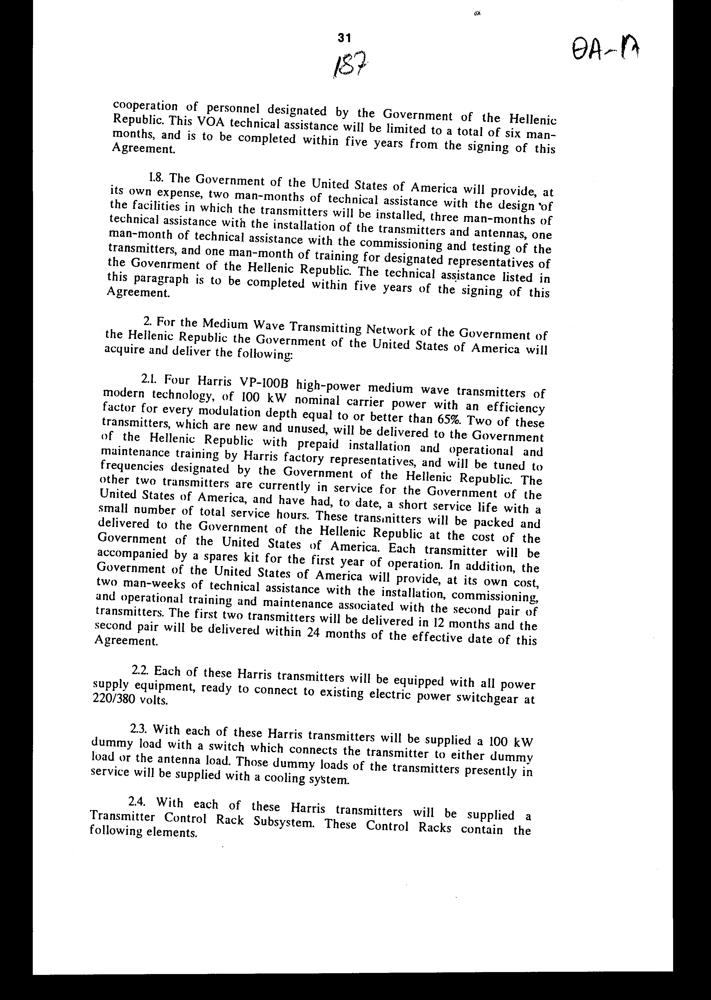 31
187
ΘΑ-
cooperation of personnel designated by the Government of the Hellenic
Republic. This VOA technical assistance will be limited to a total of six man-
months, and is to be completed within five years from the signing of this
Agreement.
1.8. The Government of the United States of America will provide, at
its own expense, two man-months of technical assistance with the design of
the facilities in which the transmitters will be installed, three man-months of
technical assistance with the installation of the transmitters and antennas, one
man-month of technical assistance with the commissioning and testing of the
transmitters, and one man-month of training for designated representatives of
the Govenrment of the Hellenic Republic. The technical assistance listed in
this paragraph is to be completed within five years of the signing of this
Agreement.
2. For the Medium Wave Transmitting Network of the Government of
the Hellenic Republic the Government of the United States of America will
acquire and deliver the following:
2.1. Four Harris VP-100B high-power medium wave transmitters of
modern technology, of 100 kW nominal carrier power with an efficiency
factor for every modulation depth equal to or better than 65%. Two of these
transmitters, which are new and unused, will be delivered to the Government
of the Hellenic Republic with prepaid installation and operational and
maintenance training by Harris factory representatives, and will be tuned to
frequencies designated by the Government of the Hellenic Republic. The
other two transmitters are currently in service for the Government of the
United States of America, and have had, to date, a short service life with a
small number of total service hours. These transmitters will be packed and
delivered to the Government of the Hellenic Republic at the cost of the
Government of the United States of America. Each transmitter will be
accompanied by a spares kit for the first year of operation. In addition, the
Government of the United States of America will provide, at its own cost,
two man-weeks of technical assistance with the installation, commissioning,
and operational training and maintenance associated with the second pair of
transmitters. The first two transmitters will be delivered in 12 months and the
second pair will be delivered within 24 months of the effective date of this
Agreement.
2.2. Each of these Harris transmitters will be equipped with all power
supply equipment, ready to connect to existing electric power switchgear at
220/380 volts.
2.3. With each of these Harris transmitters will be supplied a 100 kW
dummy load with a switch which connects the transmitter to either dummy
load or the antenna load. Those dummy loads of the transmitters presently in
service will be supplied with a cooling system.
2.4. With each of these Harris transmitters will be supplied a
Transmitter Control Rack Subsystem. These Control Racks contain the
following elements.